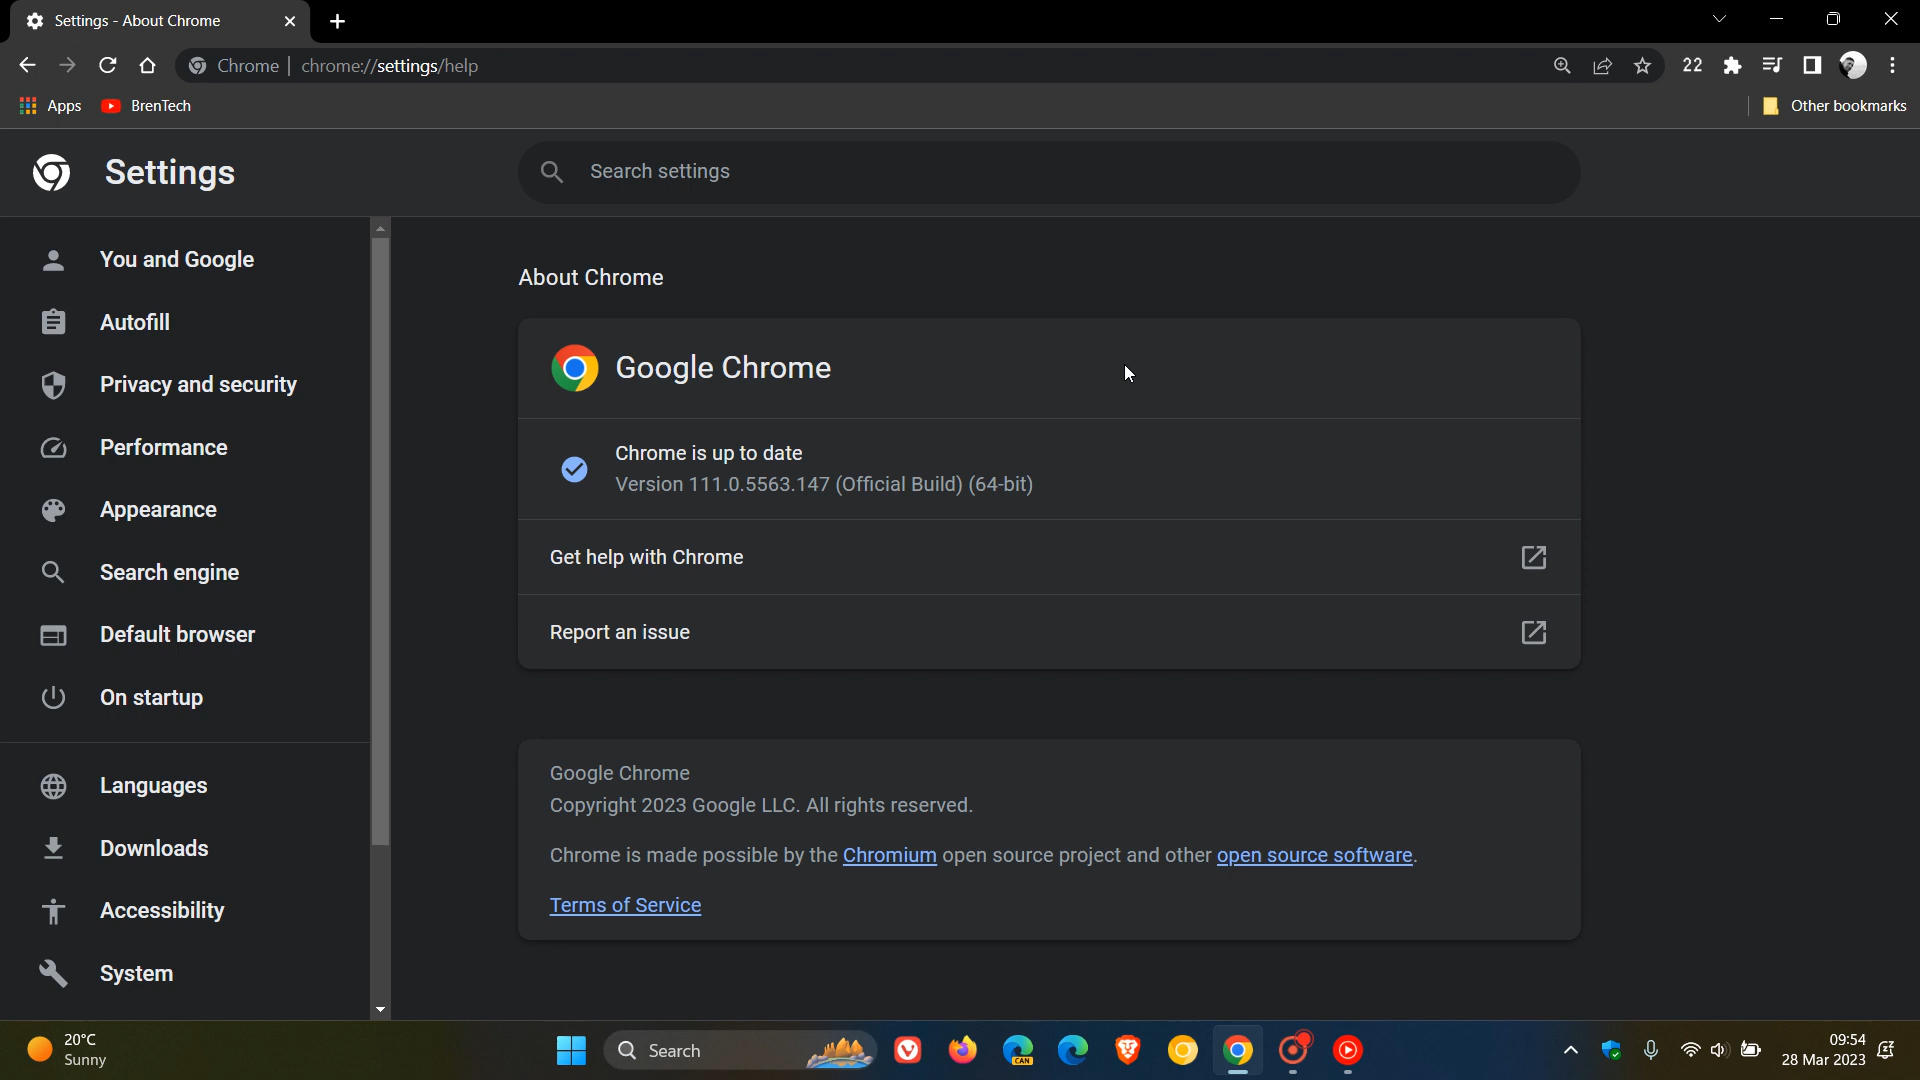 Settings - About Chrome
Chrome | chrome://settings/help
22
Apps
BrenTech
Other bookmarks
Settings
Search settings
You and Google
Autofill
Privacy and security
Performance
Appearance
Search engine
Default browser
On startup
Languages
Downloads
Accessibility
System
About Chrome
Google Chrome
Chrome is up to date
Version 111.0.5563.147 (Official Build) (64-bit)
Get help with Chrome
Report an issue
Google Chrome
Copyright 2023 Google LLC. All rights reserved.
Chrome is made possible by the Chromium open source project and other open source software.
Terms of Service
20°C
Sunny
Search
CAN
09:54
28 Mar 2023